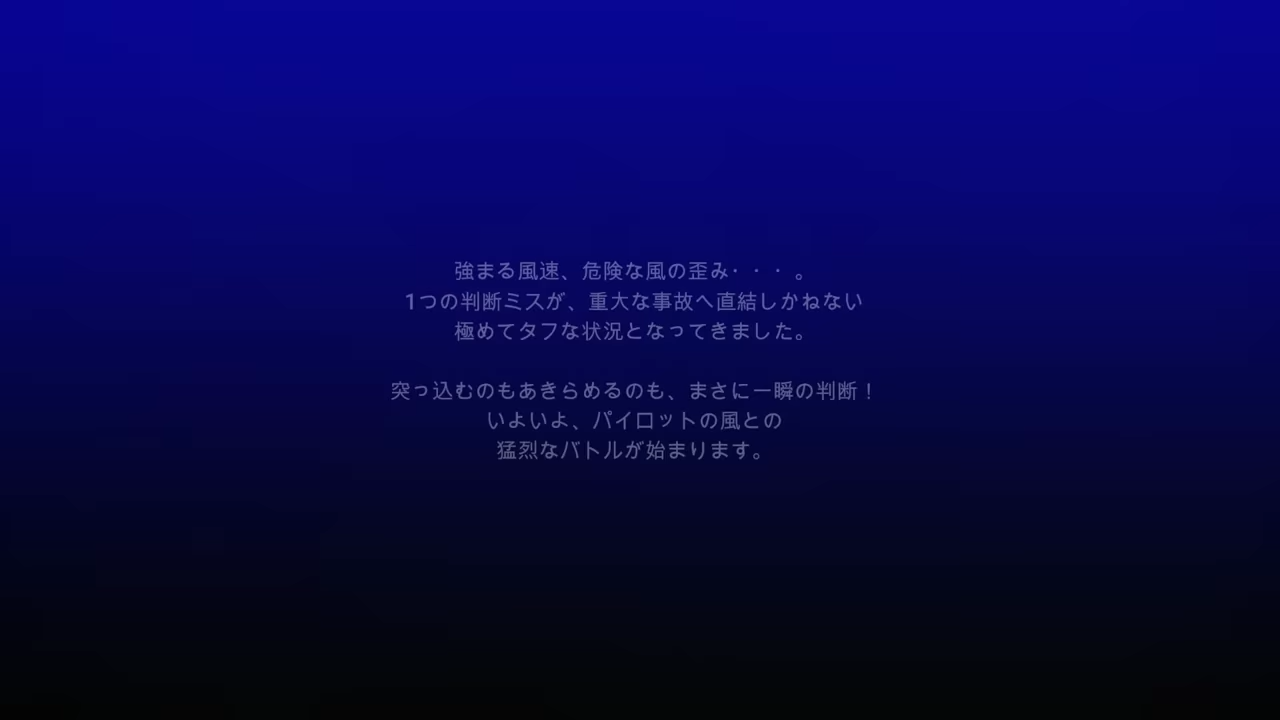 強まる風速、危険な風の歪み・・・。
1つの判断ミスが、重大な事故へ直結しかねない
極めてタフな状況となってきました。
突っ込むのもあきらめるのも、まさに一瞬の判断！
いよいよ、パイロットの風との
猛烈なバトルが始まります。